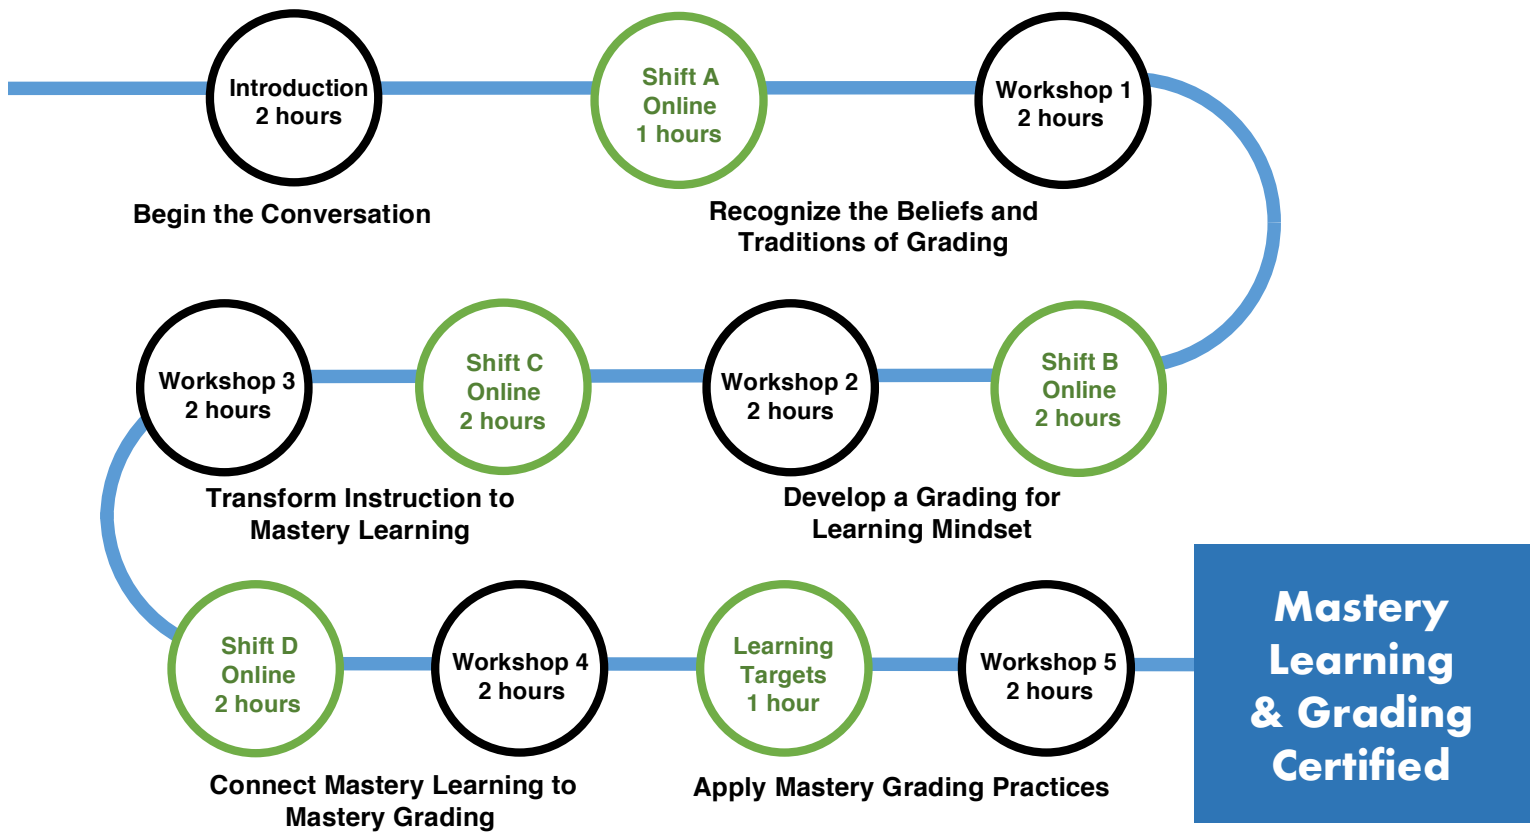 Introduction
2 hours
Shift A
Online
1 hours
Workshop 1
2 hours
Begin the Conversation
Recognize the Beliefs and
Traditions of Grading
Shift B
Online
2 hours
Workshop 2
2 hours
Shift C
Online
2 hours
Workshop 3
2 hours
Develop a Grading for
Learning Mindset
Transform Instruction to
Mastery Learning
Shift D
Online
2 hours
Workshop 4
2 hours
Learning
Targets
1 hour
Workshop 5
2 hours
Connect Mastery Learning to
Mastery Grading
Apply Mastery Grading Practices
Mastery
Learning
& Grading
Certified